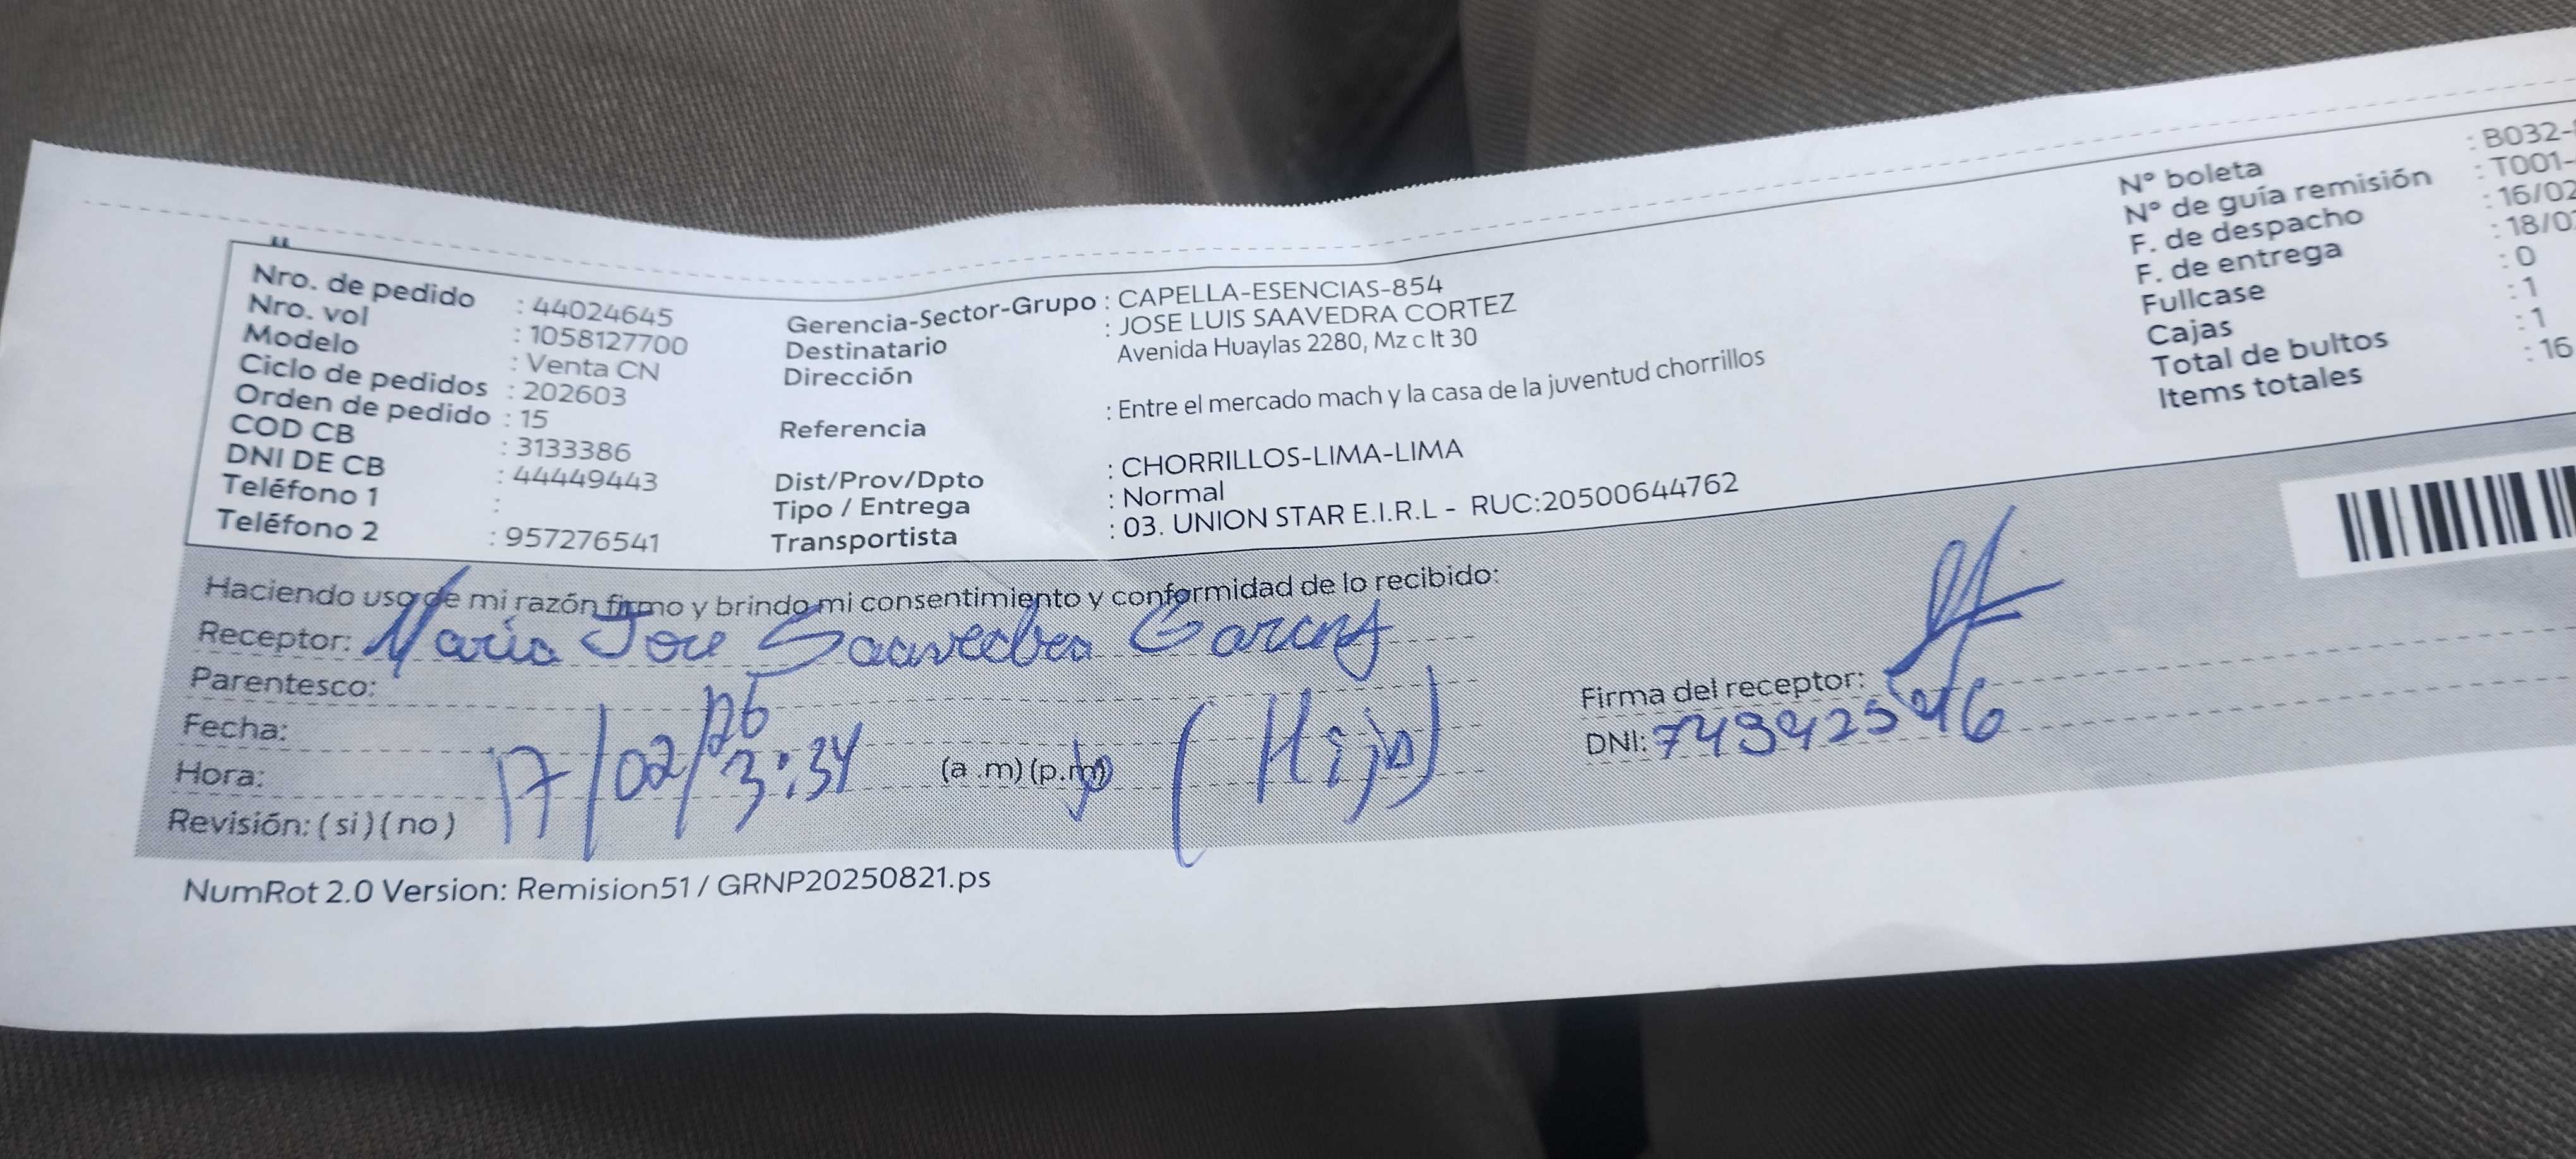 Nro. de pedido : 44024645
Nro. vol : 1058127700
Modelo : Venta CN
Ciclo de pedidos : 202603
Orden de pedido : 15
COD CB : 3133386
DNI DE CB : 44449443
Teléfono 1 :
Teléfono 2 : 957276541
Gerencia-Sector-Grupo : CAPELLA-ESENCIAS-854
Destinatario : JOSE LUIS SAAVEDRA CORTEZ
Dirección Avenida Huaylas 2280, Mz c lt 30
Referencia : Entre el mercado mach y la casa de la juventud chorrillos
Dist/Prov/Dpto : CHORRILLOS-LIMA-LIMA
Tipo / Entrega : Normal
Transportista : 03. UNION STAR E.I.R.L - RUC:20500644762
N° boleta : B032-
N° de guía remisión : T001-
F. de despacho : 16/02
F. de entrega : 18/0
Fullcase : 0
Cajas : 1
Total de bultos : 1
Items totales : 16
Haciendo uso de mi razón firmo y brindo mi consentimiento y conformidad de lo recibido:
Receptor: Maria Jose Saavedra
Parentesco: (Hijo)
Fecha: 17/02/26
Hora: 3:34 (a .m) (p.m)
Revisión: ( si ) ( no )
Firma del receptor:
DNI:
NumRot 2.0 Version: Remision51 / GRNP20250821.ps